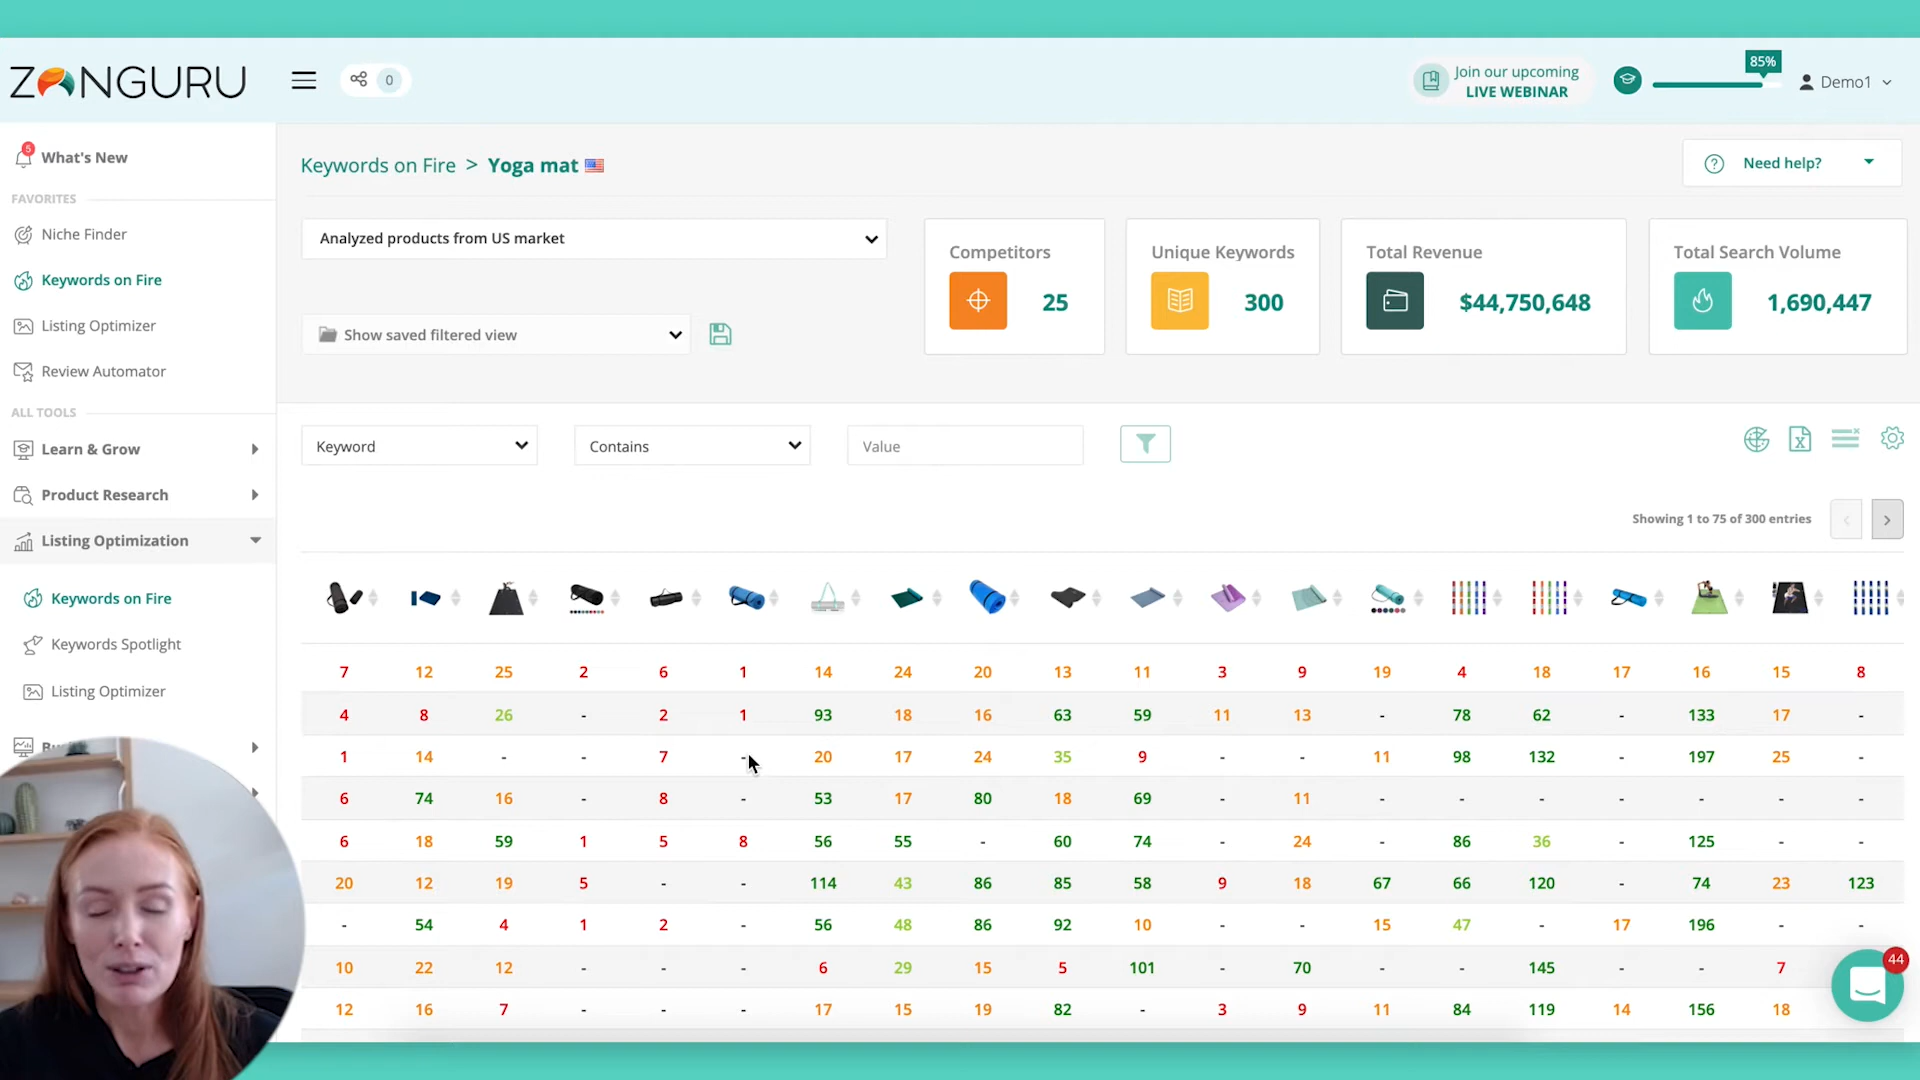 ZONGURU
0
Join our upcoming
LIVE WEBINAR
85%
Demo1
5
What's New
FAVORITES
Niche Finder
Keywords on Fire
Listing Optimizer
Review Automator
ALL TOOLS
Learn & Grow
Product Research
Listing Optimization
Keywords on Fire
Keywords Spotlight
Listing Optimizer
Keywords on Fire > Yoga mat
? Need help?
Analyzed products from US market
Show saved filtered view
Competitors
25
Unique Keywords
300
Total Revenue
$44,750,648
Total Search Volume
1,690,447
Keyword
Contains
Value
X
Showing 1 to 75 of 300 entries
< >
7 12 25 2 6 1 14 24 20 13 11 3 9 19 4 18 17 16 15 8
4 8 26 - 2 1 93 18 16 63 59 11 13 - 78 62 - 133 17 -
1 14 - - 7 - 20 17 24 35 9 - - 11 98 132 - 197 25 -
6 74 16 - 8 - 53 17 80 18 69 - 11 - - - - - - -
6 18 59 1 5 8 56 55 - 60 74 - 24 - 86 36 - 125 - -
20 12 19 5 - - 114 43 86 85 58 9 18 67 66 120 - 74 23 123
- 54 4 1 2 - 56 48 86 92 10 - - 15 47 - 17 196 - -
10 22 12 - - - 6 29 15 5 101 - 70 - - 145 - - 7
12 16 7 - - - 17 15 19 82 - 3 9 11 84 119 14 156 18
44